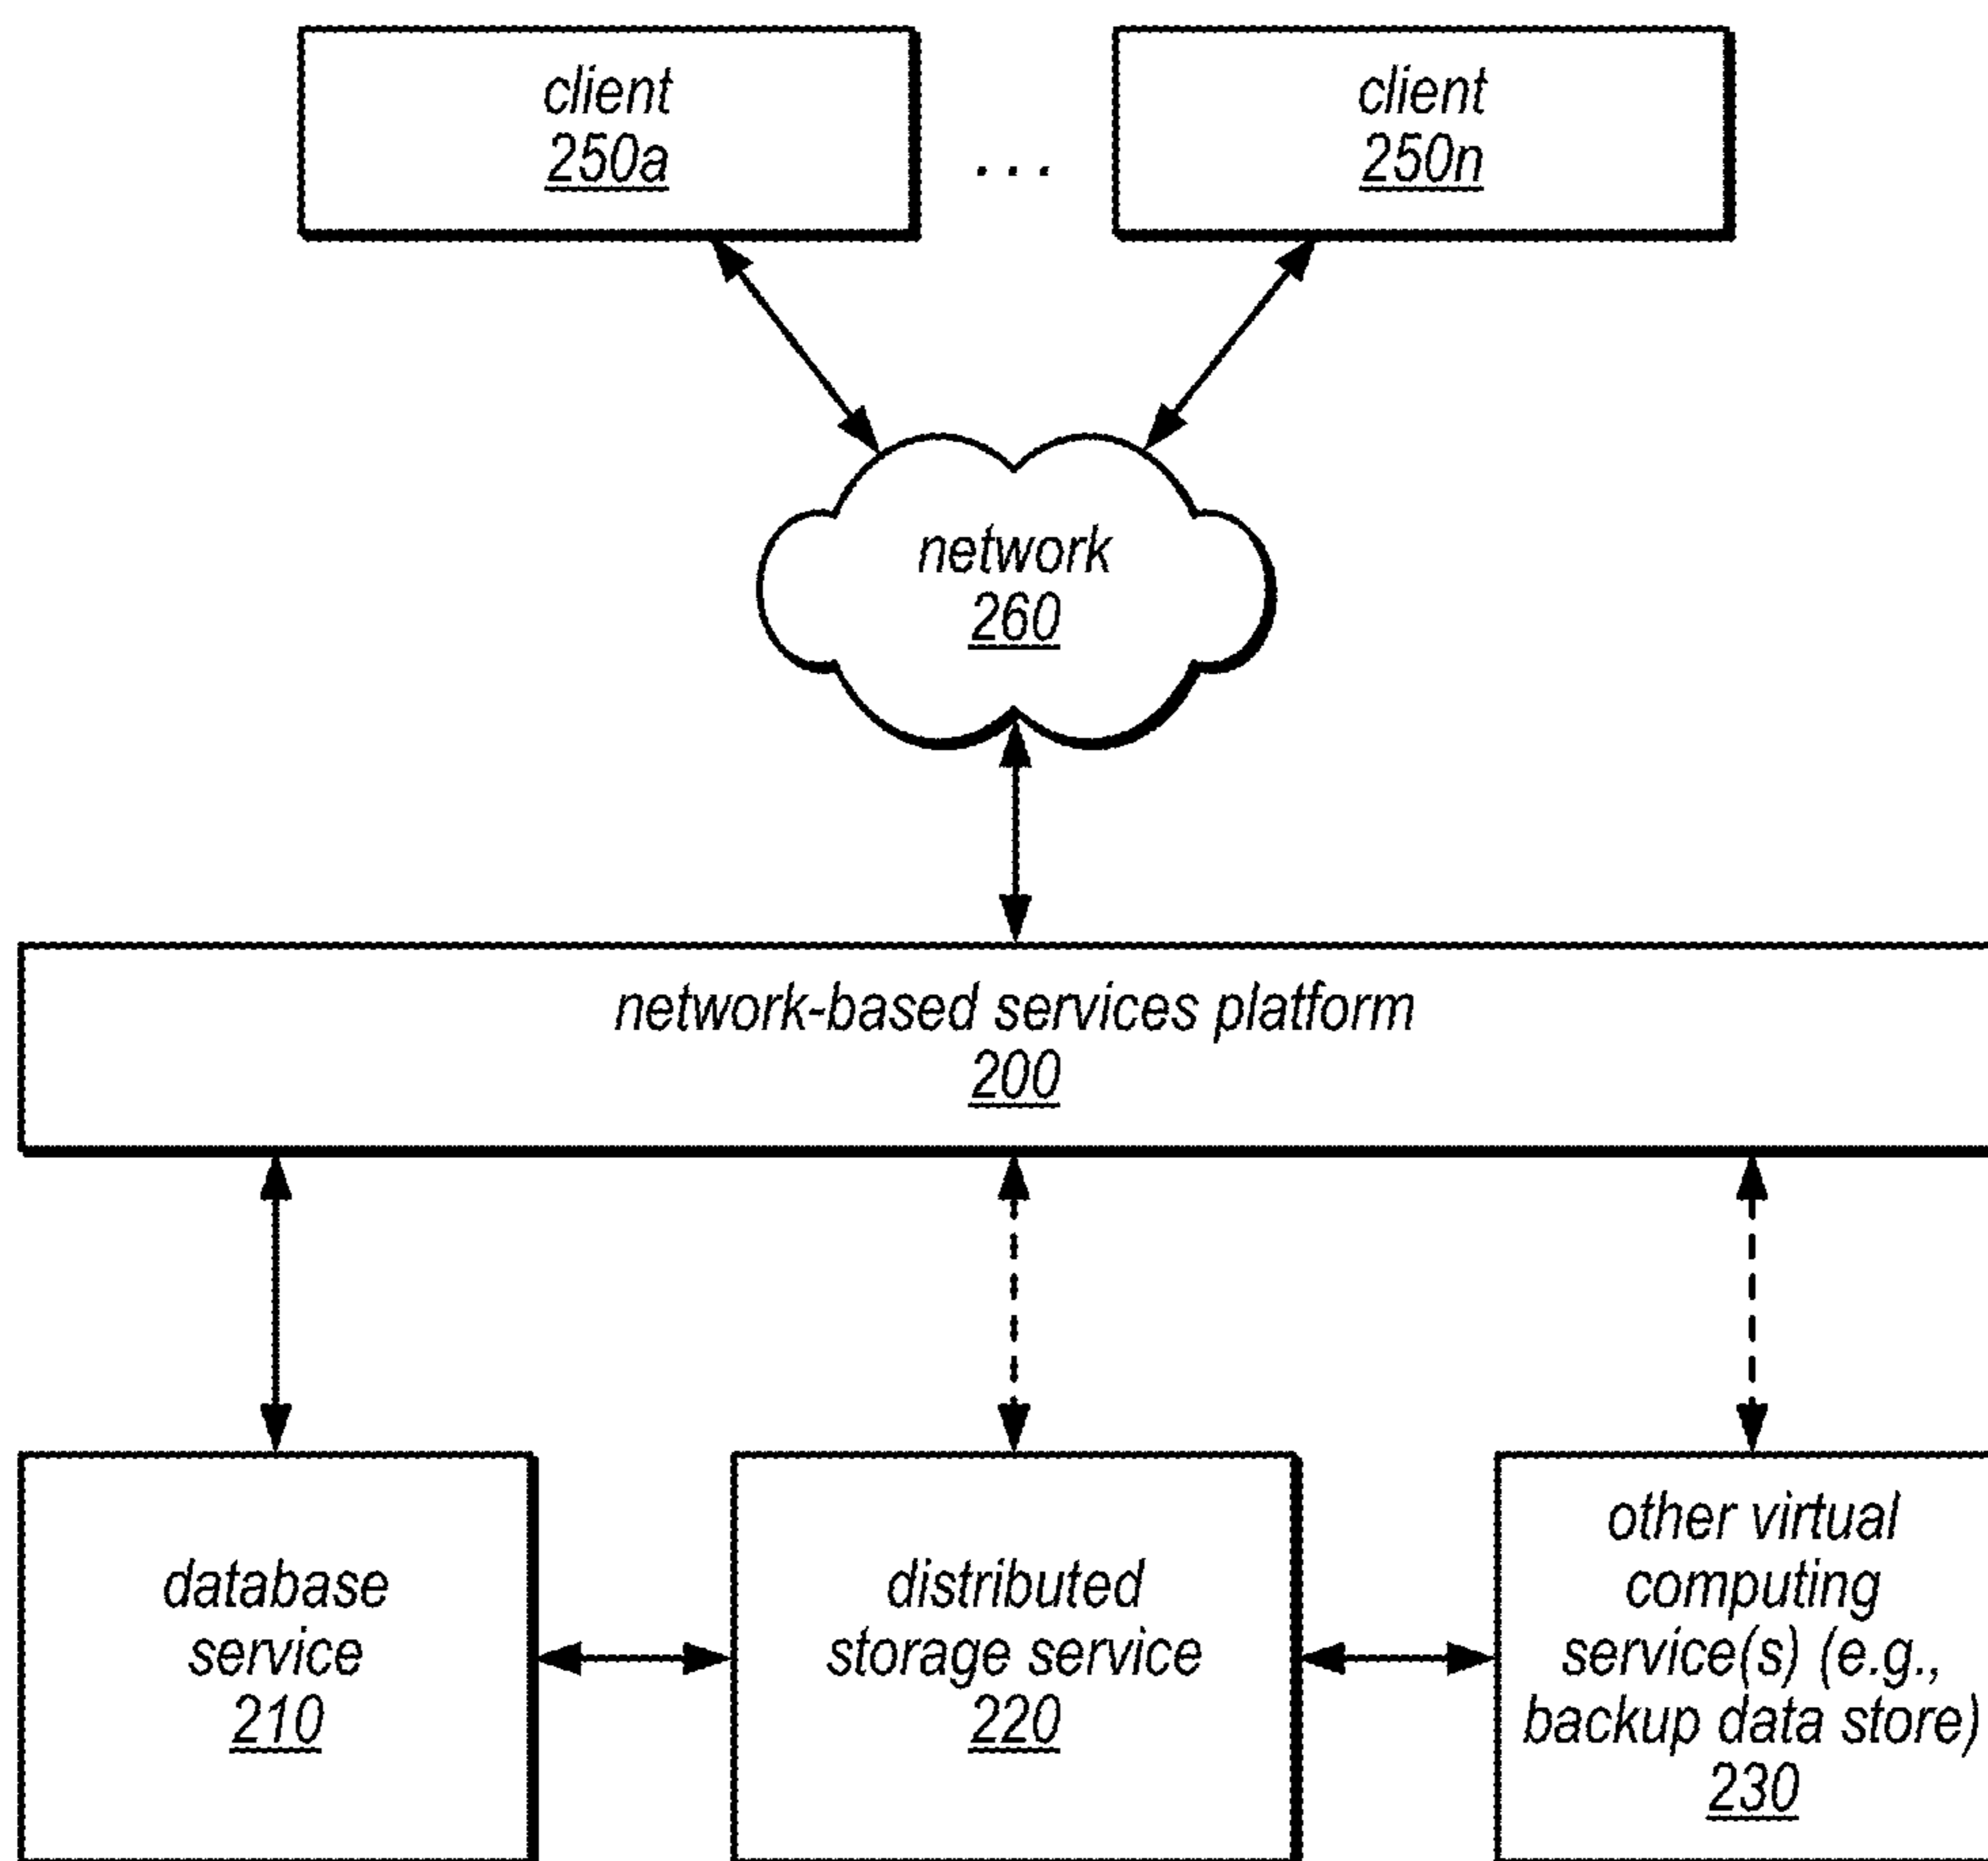 client
250a
. . .
client
250n
network
260
network-based services platform
200
database
service
210
distributed
storage service
220
other virtual
computing
service(s) (e.g.,
backup data store)
230